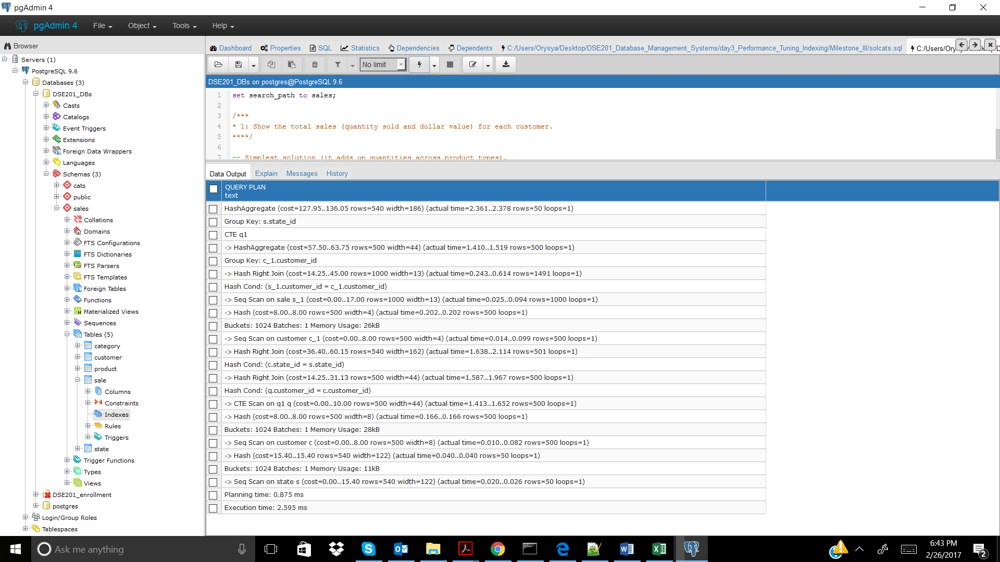 pgAdmin 4
pgAdmin 4 File Object Tools Help
Browser
Servers (1)
PostgreSQL 9.6
Databases (3)
DSE201_DBs
Casts
Catalogs
Event Triggers
Extensions
Foreign Data Wrappers
Languages
Schemas (3)
cats
public
sales
Collations
Domains
FTS Configurations
FTS Dictionaries
FTS Parsers
FTS Templates
Foreign Tables
Functions
Materialized Views
Sequences
Tables (5)
category
customer
product
sale
Columns
Constraints
Indexes
Rules
Triggers
state
Trigger Functions
Types
Views
DSE201_enrollment
postgres
Login/Group Roles
Tablespaces
Dashboard Properties SQL Statistics Dependencies Dependents C:/Users/Orysya/Desktop/DSE201_Database_Management_Systems/day3_Performance_Tuning_Indexing/Milestone_III/solcats.sql
No limit
DSE201_DBs on postgres@PostgreSQL 9.6
1 set search_path to sales;
2
3 /***
4 * 1: Show the total sales (quantity sold and dollar value) for each customer.
5 ****/
6
7 -- Simplest solution (it adds up quantities across product types).
Data Output Explain Messages History
QUERY PLAN
text
HashAggregate (cost=127.95..136.05 rows=540 width=186) (actual time=2.361..2.378 rows=50 loops=1)
Group Key: s.state_id
CTE q1
-> HashAggregate (cost=57.50..63.75 rows=500 width=44) (actual time=1.410..1.519 rows=500 loops=1)
Group Key: c_1.customer_id
-> Hash Right Join (cost=14.25..45.00 rows=1000 width=13) (actual time=0.243..0.614 rows=1491 loops=1)
Hash Cond: (s_1.customer_id = c_1.customer_id)
-> Seq Scan on sale s_1 (cost=0.00..17.00 rows=1000 width=13) (actual time=0.025..0.094 rows=1000 loops=1)
-> Hash (cost=8.00..8.00 rows=500 width=4) (actual time=0.202..0.202 rows=500 loops=1)
Buckets: 1024 Batches: 1 Memory Usage: 26kB
-> Seq Scan on customer c_1 (cost=0.00..8.00 rows=500 width=4) (actual time=0.014..0.099 rows=500 loops=1)
-> Hash Right Join (cost=36.40..60.15 rows=540 width=162) (actual time=1.638..2.114 rows=501 loops=1)
Hash Cond: (c.state_id = s.state_id)
-> Hash Right Join (cost=14.25..31.13 rows=500 width=44) (actual time=1.587..1.967 rows=500 loops=1)
Hash Cond: (q.customer_id = c.customer_id)
-> CTE Scan on q1 q (cost=0.00..10.00 rows=500 width=44) (actual time=1.413..1.652 rows=500 loops=1)
-> Hash (cost=8.00..8.00 rows=500 width=8) (actual time=0.166..0.166 rows=500 loops=1)
Buckets: 1024 Batches: 1 Memory Usage: 28kB
-> Seq Scan on customer c (cost=0.00..8.00 rows=500 width=8) (actual time=0.010..0.082 rows=500 loops=1)
-> Hash (cost=15.40..15.40 rows=540 width=122) (actual time=0.040..0.040 rows=50 loops=1)
Buckets: 1024 Batches: 1 Memory Usage: 11kB
-> Seq Scan on state s (cost=0.00..15.40 rows=540 width=122) (actual time=0.020..0.026 rows=50 loops=1)
Planning time: 0.875 ms
Execution time: 2.595 ms
Ask me anything
6:43 PM
2/26/2017
2